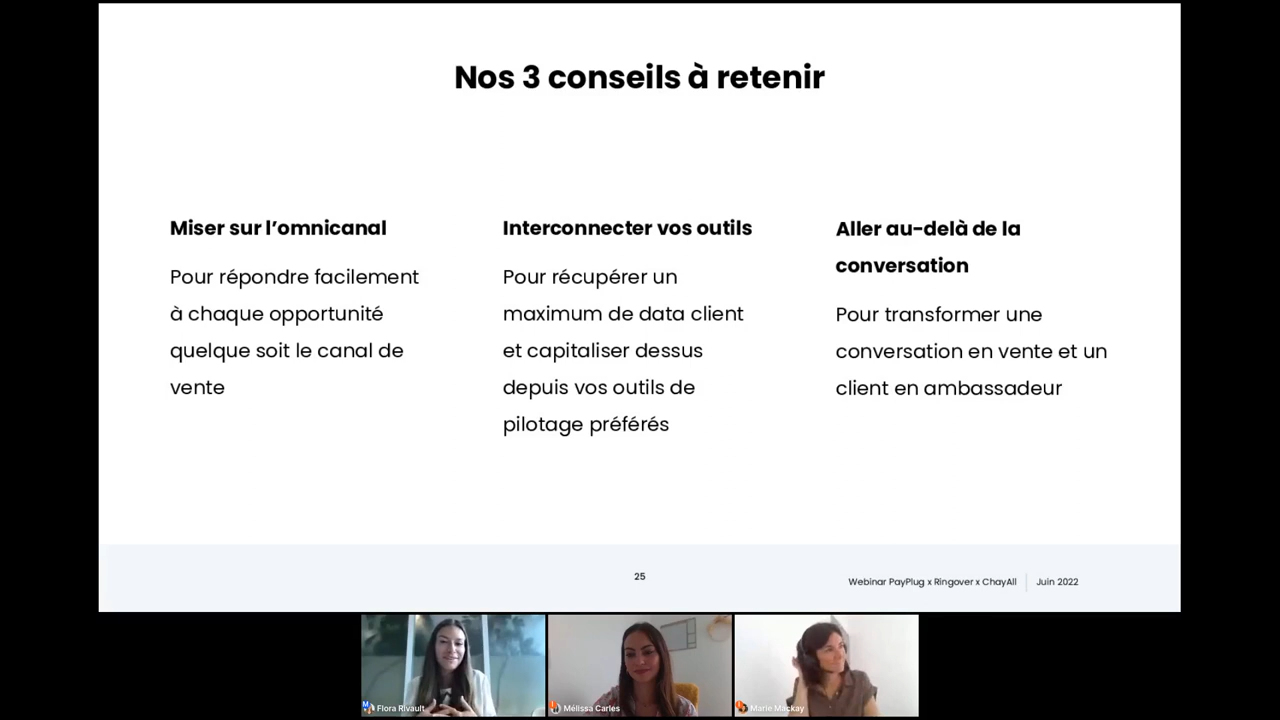 Nos 3 conseils à retenir
Miser sur l'omnicanal
Pour répondre facilement
à chaque opportunité
quelque soit le canal de
vente
Interconnecter vos outils
Pour récupérer un
maximum de data client
et capitaliser dessus
depuis vos outils de
pilotage préférés
Aller au-delà de la
conversation
Pour transformer une
conversation en vente et un
client en ambassadeur
25
Webinar PayPlug x Ringover x ChayAll
Juin 2022
Flora Rivault
Mélissa Carles
Marie Mackay